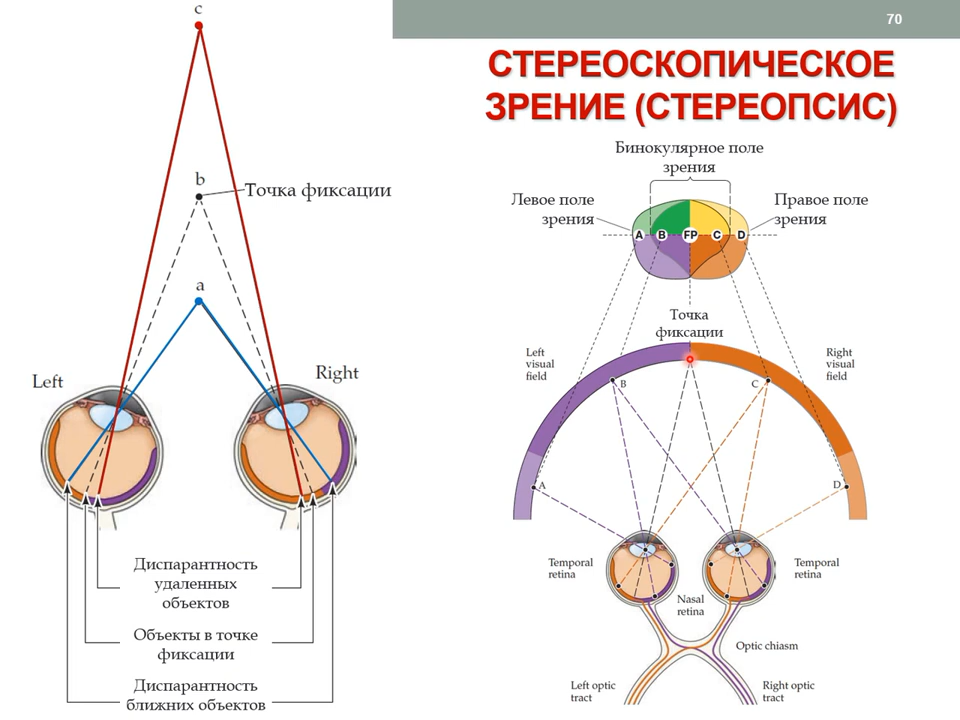 70
СТЕРЕОСКОПИЧЕСКОЕ
ЗРЕНИЕ (СТЕРЕОПСИС)
c
b
Точка фиксации
a
Left
Right
Диспарантность
удаленных
объектов
Объекты в точке
фиксации
Диспарантность
ближних объектов
Бинокулярное поле
зрения
Левое поле
зрения
Правое поле
зрения
A B FP C D
Точка
фиксации
Left
visual
field
Right
visual
field
B
C
A
D
Temporal
retina
Temporal
retina
Nasal
retina
Optic chiasm
Left optic
tract
Right optic
tract